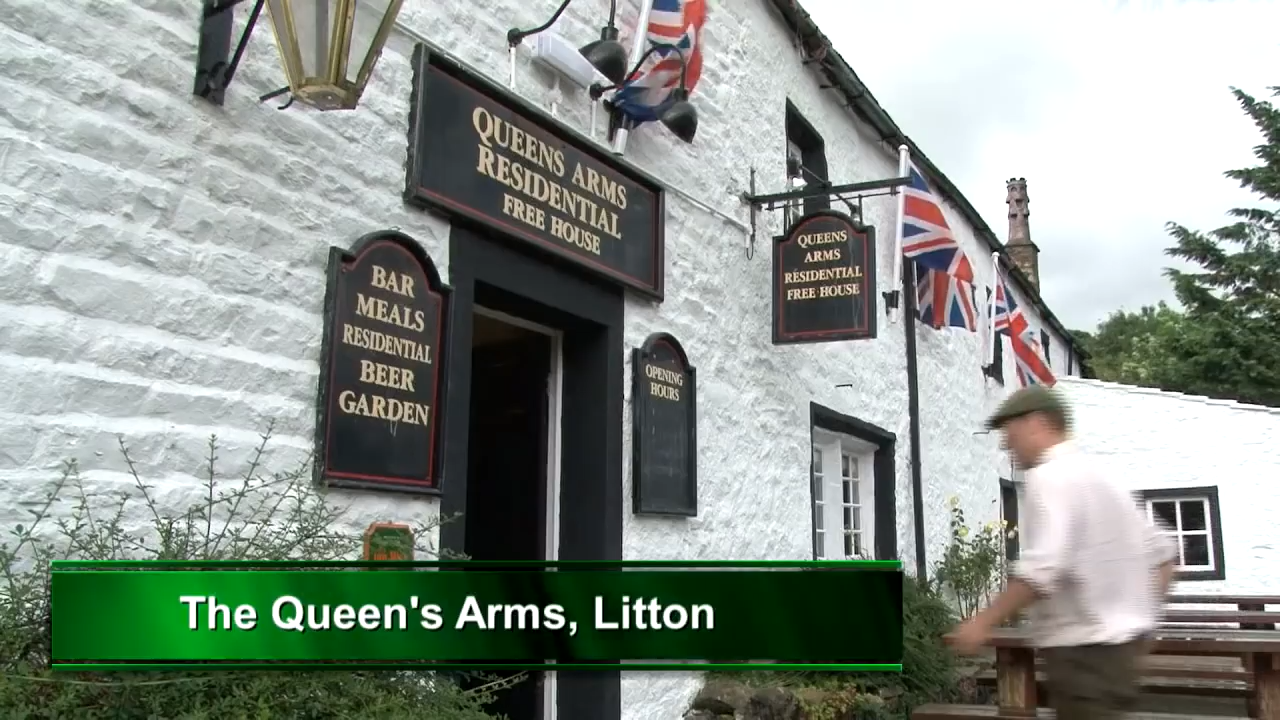 QUEENS ARMS
RESIDENTIAL
FREE HOUSE
BAR
MEALS
RESIDENTIAL
BEER
GARDEN
OPENING
HOURS
QUEENS
ARMS
RESIDENTIAL
FREE HOUSE
The Queen's Arms, Litton